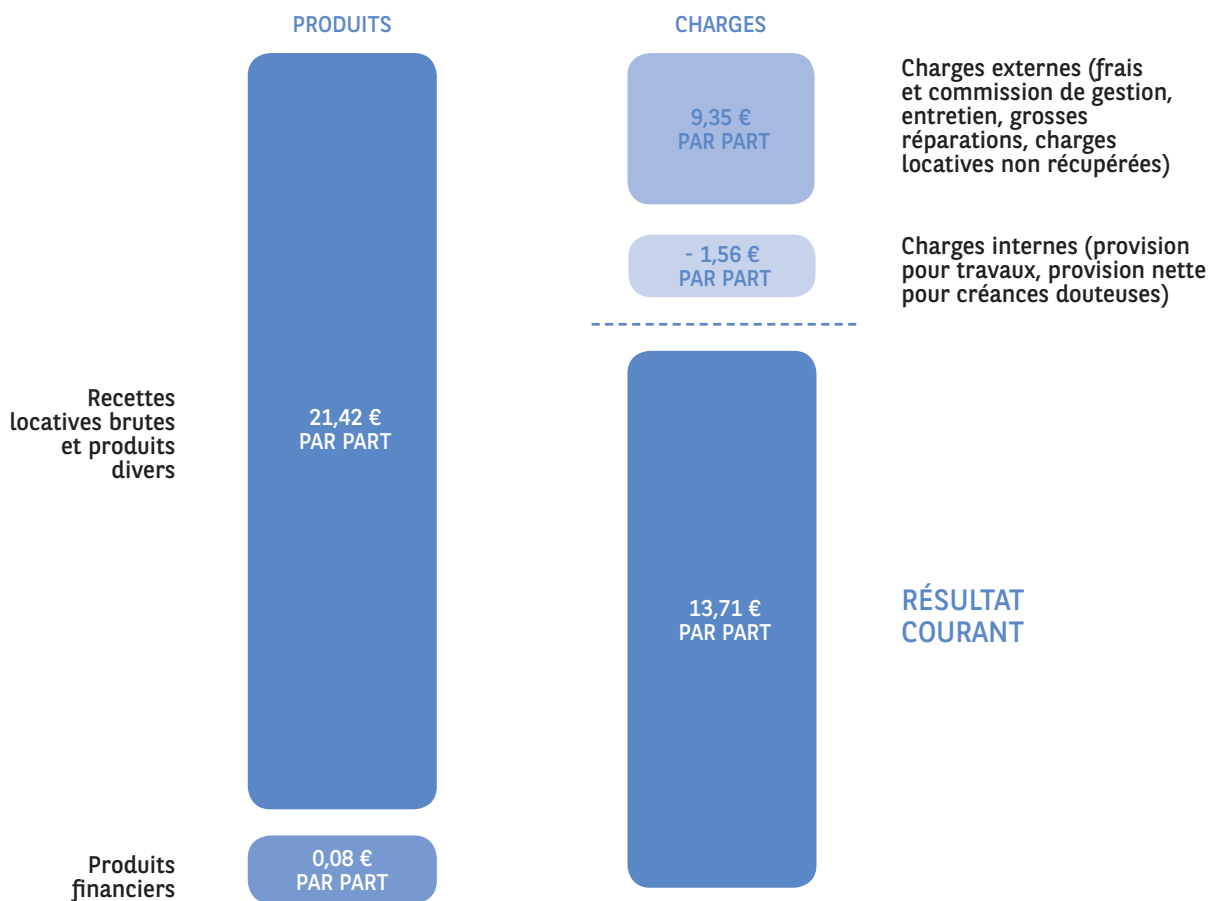 PRODUITS
CHARGES
9,35 €
PAR PART
Charges externes (frais
et commission de gestion,
entretien, grosses
réparations, charges
locatives non récupérées)
- 1,56 €
PAR PART
Charges internes (provision
pour travaux, provision nette
pour créances douteuses)
Recettes
locatives brutes
et produits
divers
21,42 €
PAR PART
13,71 €
PAR PART
RÉSULTAT
COURANT
Produits
financiers
0,08 €
PAR PART